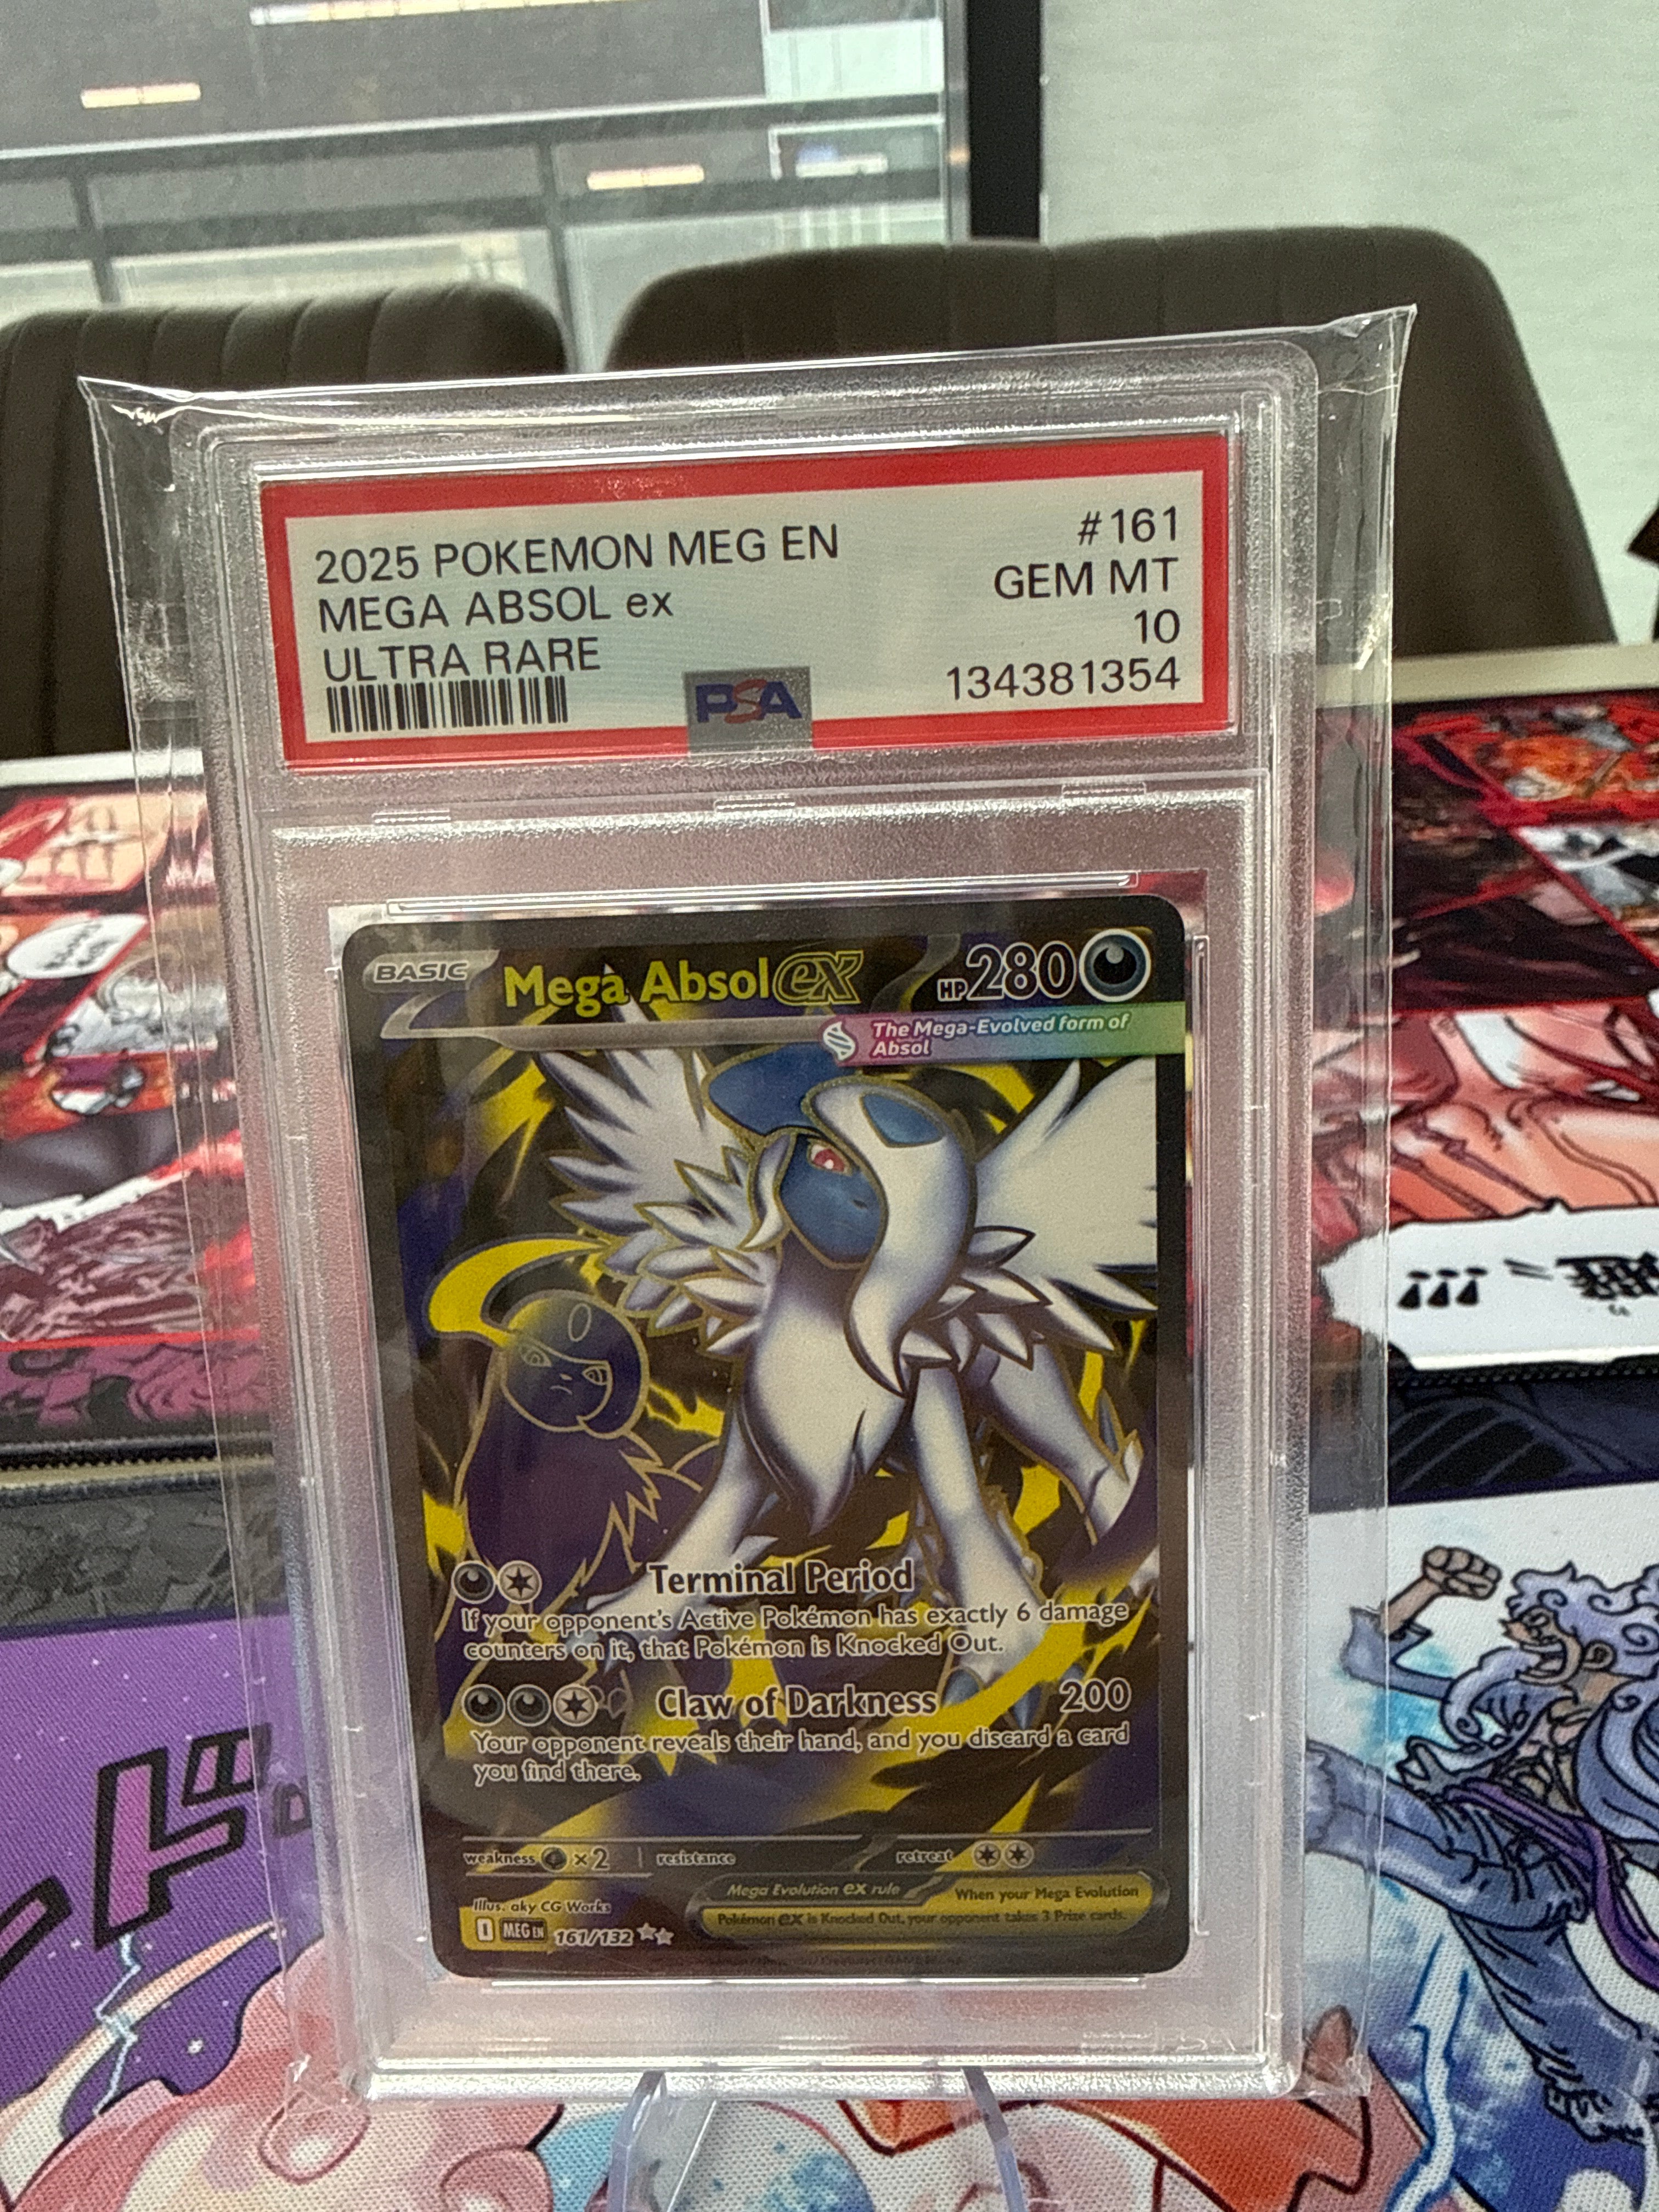 2025 POKEMON MEG EN
#161
MEGA ABSOL ex
GEM MT
ULTRA RARE
10
PSA
134381354
BASIC
Mega Absol ex
HP 280
The Mega-Evolved form of
Absol
Terminal Period
If your opponent's Active Pokémon has exactly 6 damage
counters on it, that Pokémon is Knocked Out.
Claw of Darkness 200
Your opponent reveals their hand, and you discard a card
you find there.
weakness ×2 resistance retreat
Mega Evolution ex rule
When your Mega Evolution
Pokémon ex is Knocked Out, your opponent takes 3 Prize cards.
Illus. aky CG Works
I MEG EN 161/132